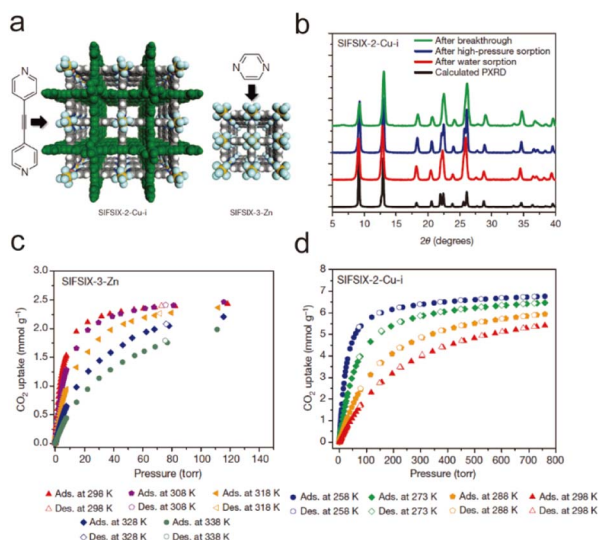 a
N
N
N
N
SIFSIX-2-Cu-i
SIFSIX-3-Zn
b
SIFSIX-2-Cu-i
After breakthrough
After high-pressure sorption
After water sorption
Calculated PXRD
5 10 15 20 25 30 35 40
2θ (degrees)
c
SIFSIX-3-Zn
CO2 uptake (mmol g−1)
3.0
2.5
2.0
1.5
1.0
0.5
0.0
0 20 40 60 80 100 120 140
Pressure (torr)
Ads. at 298 K Ads. at 308 K Ads. at 318 K
Des. at 298 K Des. at 308 K Des. at 318 K
Ads. at 328 K Ads. at 338 K
Des. at 328 K Des. at 338 K
d
SIFSIX-2-Cu-i
CO2 uptake (mmol g−1)
7
6
5
4
3
2
1
0
0 100 200 300 400 500 600 700 800
Pressure (torr)
Ads. at 258 K Ads. at 273 K Ads. at 288 K Ads. at 298 K
Des. at 258 K Des. at 273 K Des. at 288 K Des. at 298 K